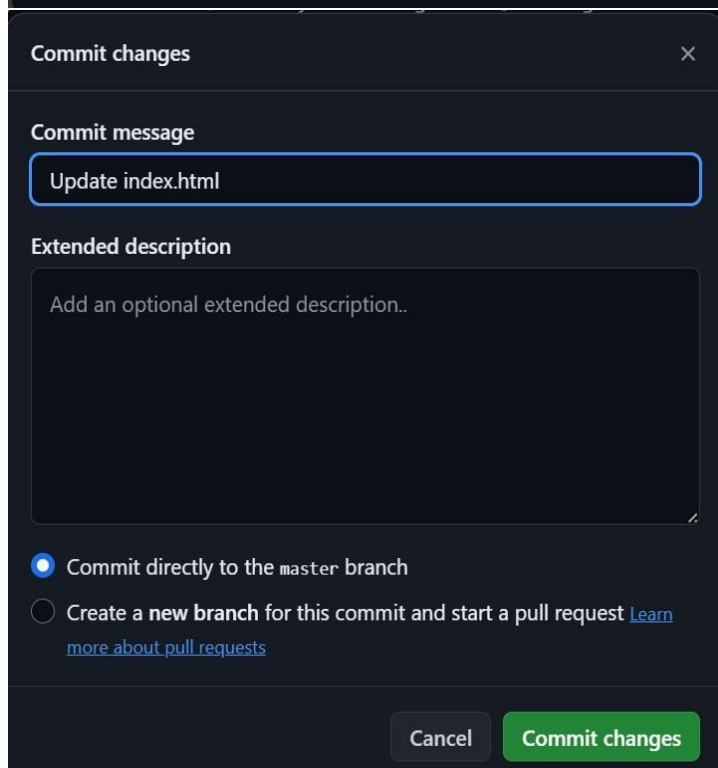 Commit changes
Commit message
Update index.html
Extended description
Add an optional extended description..
Commit directly to the master branch
Create a new branch for this commit and start a pull request Learn
more about pull requests
Cancel Commit changes